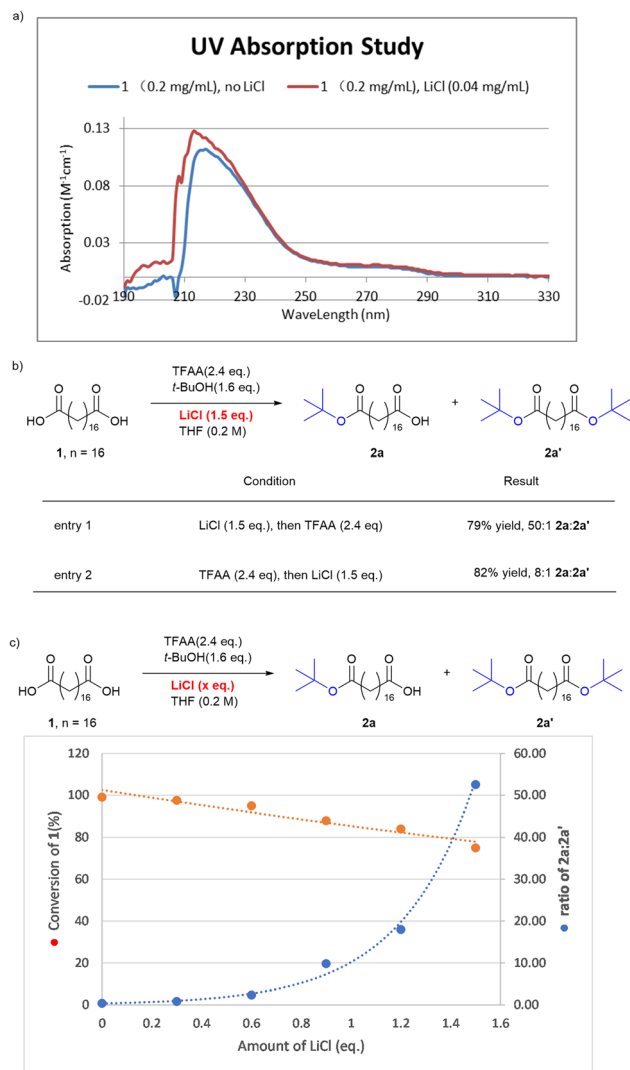 a)
UV Absorption Study
1 （0.2 mg/mL), no LiCl 1 （0.2 mg/mL), LiCl (0.04 mg/mL)
Absorption (M⁻¹cm⁻¹)
0.13
0.08
0.03
-0.02
190 210 230 250 270 290 310 330
WaveLength (nm)
b)
TFAA(2.4 eq.)
t-BuOH(1.6 eq.)
LiCl (1.5 eq.)
THF (0.2 M)
O O
HO ( )16 OH
1, n = 16
O O
O ( )16 OH
2a
+
O O
O ( )16 O
2a'
Condition Result
entry 1 LiCl (1.5 eq.), then TFAA (2.4 eq) 79% yield, 50:1 2a:2a'
entry 2 TFAA (2.4 eq), then LiCl (1.5 eq.) 82% yield, 8:1 2a:2a'
c)
TFAA(2.4 eq.)
t-BuOH(1.6 eq.)
LiCl (x eq.)
THF (0.2 M)
O O
HO ( )16 OH
1, n = 16
O O
O ( )16 OH
2a
+
O O
O ( )16 O
2a'
Conversion of 1(%)
120
100
80
60
40
20
0
60.00
50.00
40.00
30.00
20.00
10.00
0.00
ratio of 2a:2a'
0 0.2 0.4 0.6 0.8 1 1.2 1.4 1.6
Amount of LiCl (eq.)